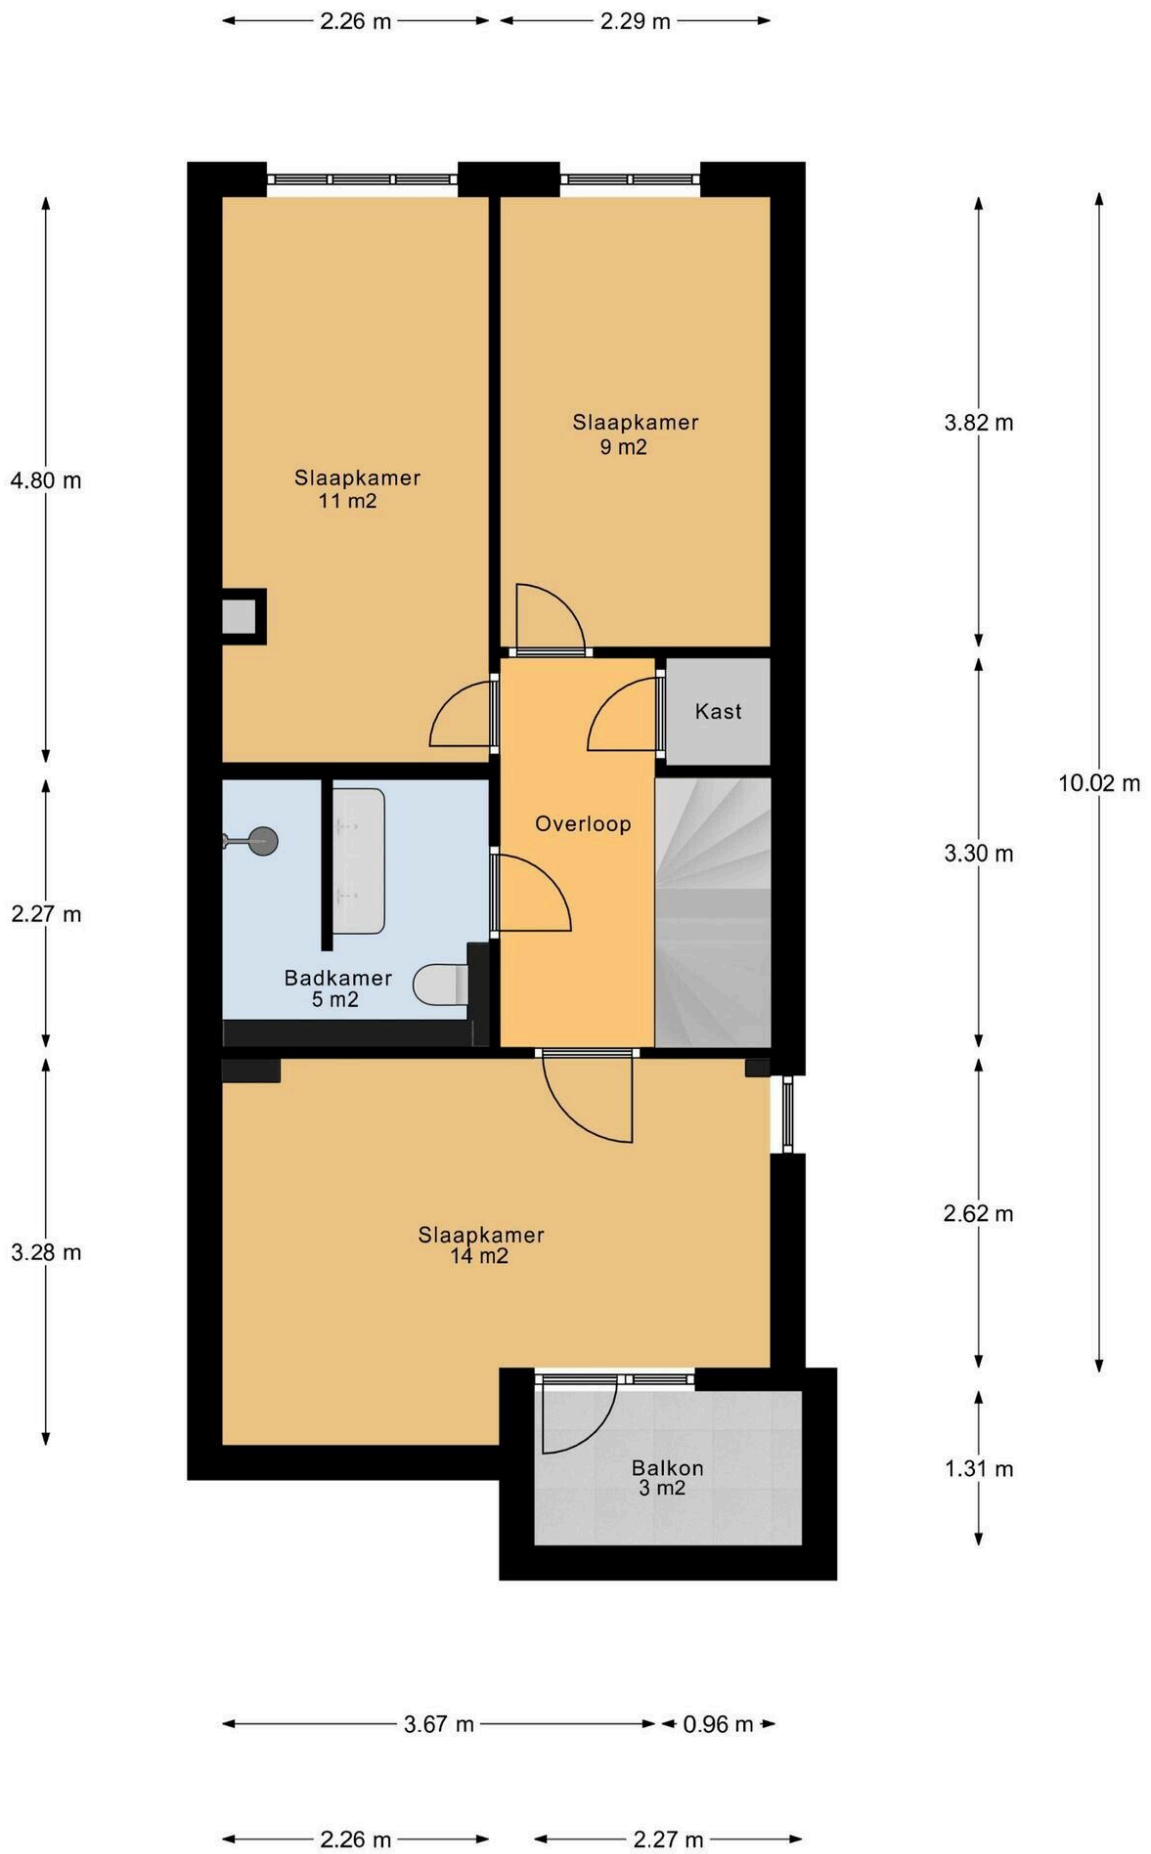 2.26 m
2.29 m
Slaapkamer
9 m2
3.82 m
Slaapkamer
11 m2
4.80 m
Kast
10.02 m
Overloop
3.30 m
2.27 m
Badkamer
5 m2
2.62 m
Slaapkamer
14 m2
3.28 m
Balkon
3 m2
1.31 m
3.67 m
0.96 m
2.26 m
2.27 m